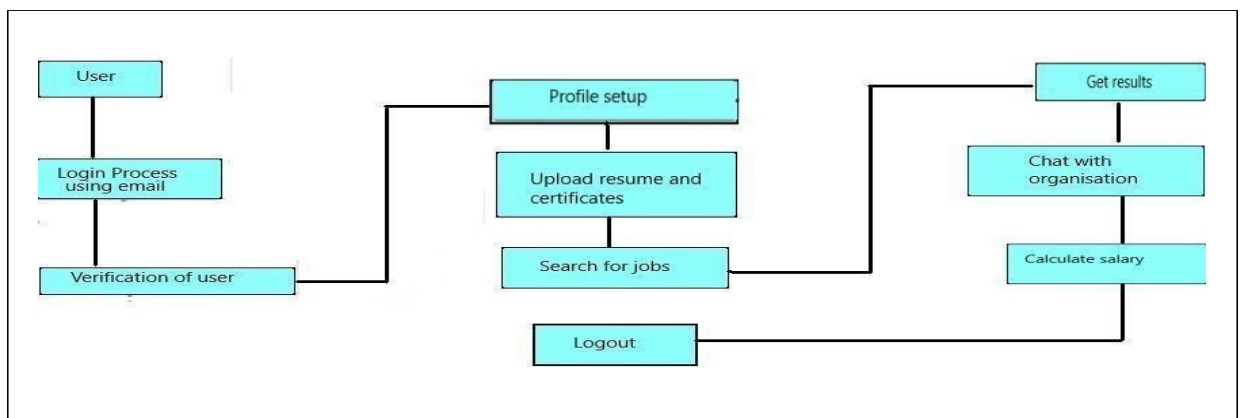 User
Login Process
using email
Verification of user
Profile setup
Upload resume and
certificates
Search for jobs
Get results
Chat with
organisation
Calculate salary
Logout